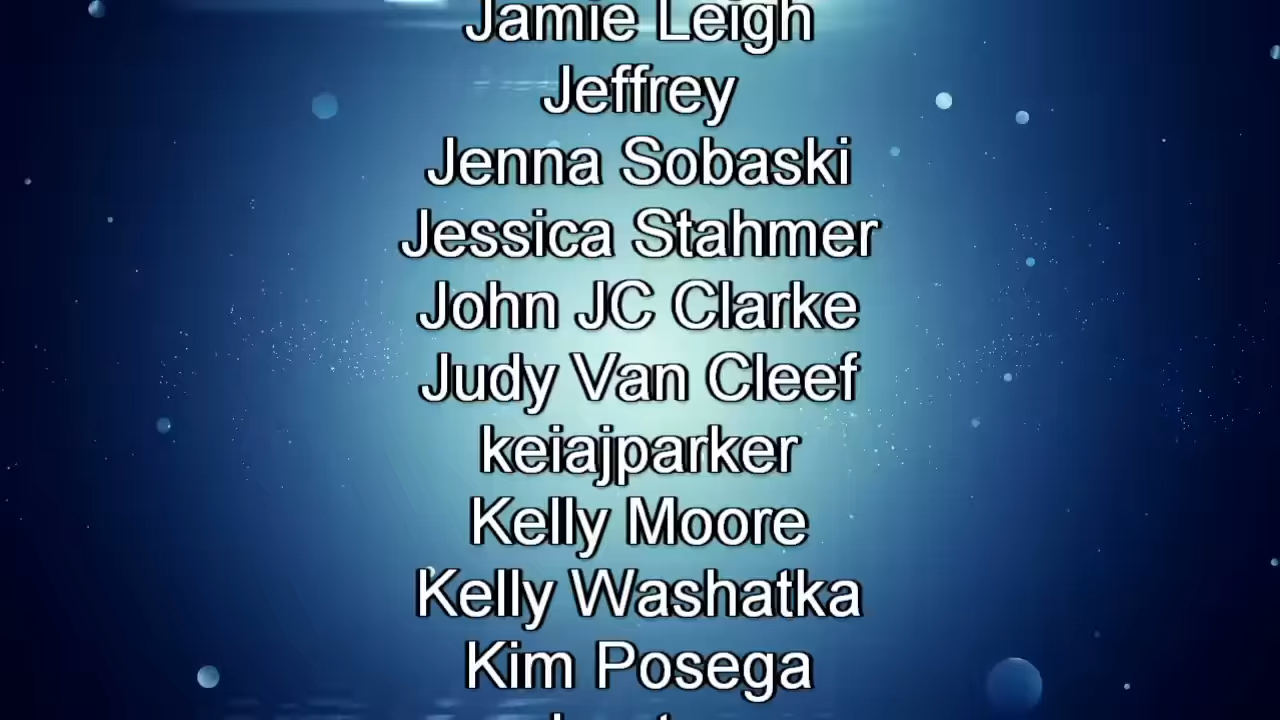 Jamie Leigh
Jeffrey
Jenna Sobaski
Jessica Stahmer
John JC Clarke
Judy Van Cleef
keiajparker
Kelly Moore
Kelly Washatka
Kim Posega